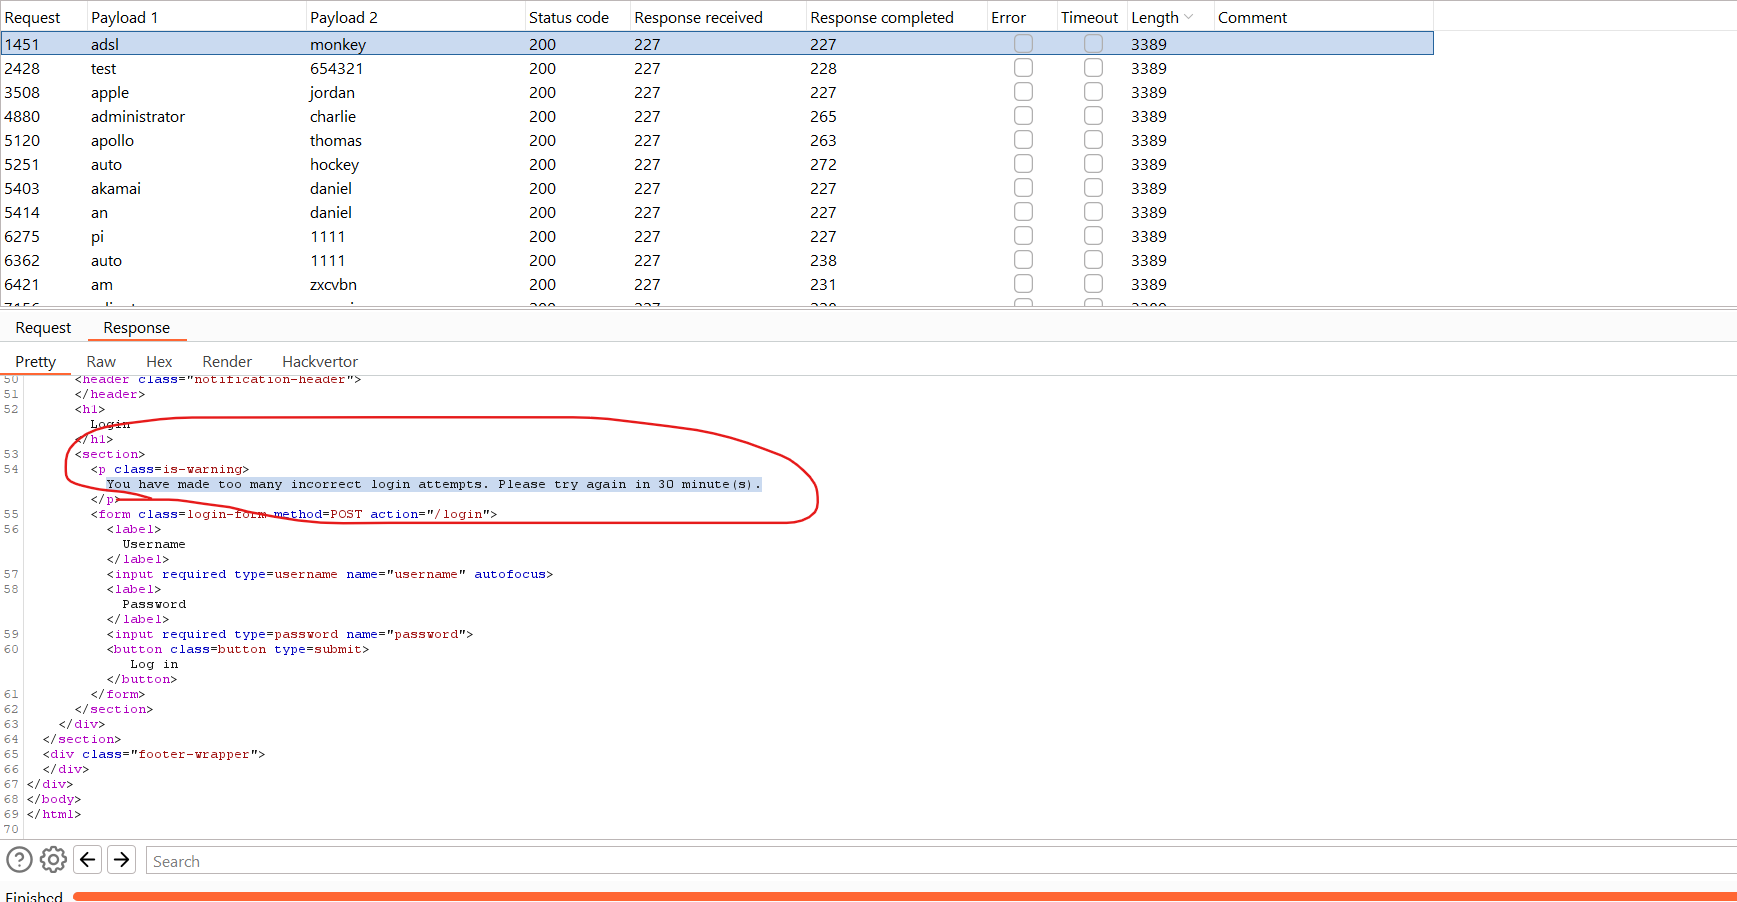 Request Payload 1 Payload 2 Status code Response received Response completed Error Timeout Length Comment
1451 adsl monkey 200 227 227 3389
2428 test 654321 200 227 228 3389
3508 apple jordan 200 227 227 3389
4880 administrator charlie 200 227 265 3389
5120 apollo thomas 200 227 263 3389
5251 auto hockey 200 227 272 3389
5403 akamai daniel 200 227 227 3389
5414 an daniel 200 227 227 3389
6275 pi 1111 200 227 227 3389
6362 auto 1111 200 227 238 3389
6421 am zxcvbn 200 227 231 3389
Request Response
Pretty Raw Hex Render Hackvertor
50 <header class="notification-header">
51 </header>
52 <h1>
Login
</h1>
53 <section>
54 <p class=is-warning>
You have made too many incorrect login attempts. Please try again in 30 minute(s).
</p>
55 <form class=login-form method=POST action="/login">
56 <label>
Username
</label>
57 <input required type=username name="username" autofocus>
58 <label>
Password
</label>
59 <input required type=password name="password">
60 <button class=button type=submit>
Log in
</button>
61 </form>
62 </section>
63 </div>
64 </section>
65 <div class="footer-wrapper">
66 </div>
67 </div>
68 </body>
69 </html>
70
? Search
Finished